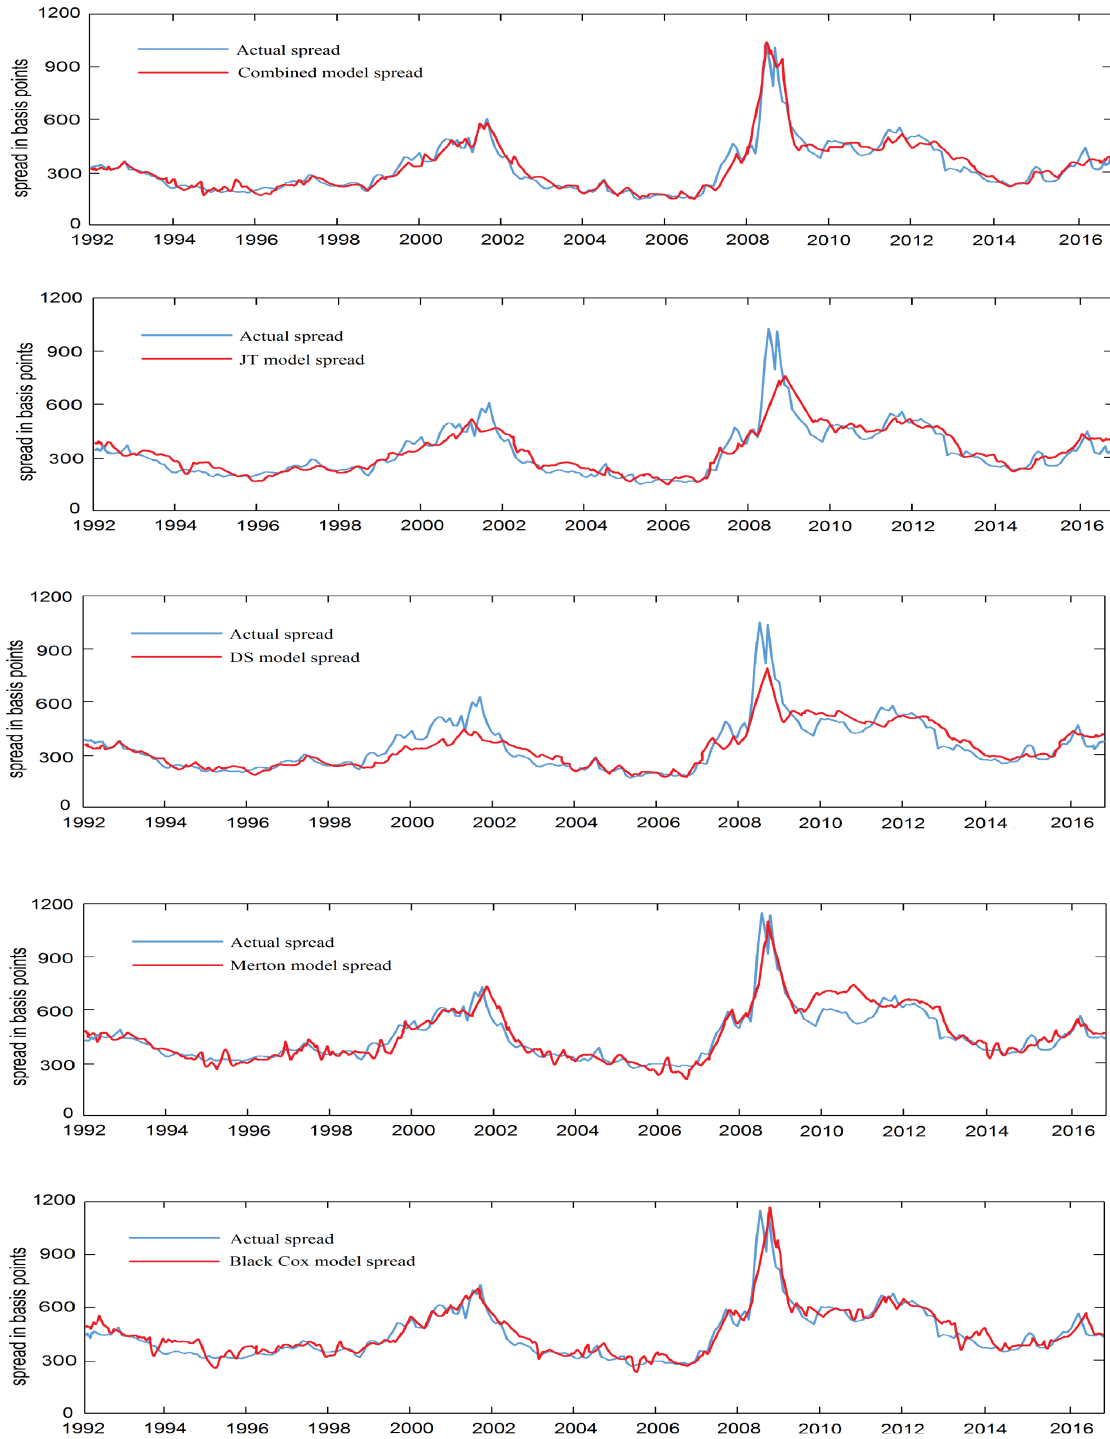 spread in basis points
1200
900
600
300
0
Actual spread
Combined model spread
1992 1994 1996 1998 2000 2002 2004 2006 2008 2010 2012 2014 2016
spread in basis points
1200
900
600
300
0
Actual spread
JT model spread
1992 1994 1996 1998 2000 2002 2004 2006 2008 2010 2012 2014 2016
spread in basis points
1200
900
600
300
0
Actual spread
DS model spread
1992 1994 1996 1998 2000 2002 2004 2006 2008 2010 2012 2014 2016
spread in basis points
1200
900
600
300
0
Actual spread
Merton model spread
1992 1994 1996 1998 2000 2002 2004 2006 2008 2010 2012 2014 2016
spread in basis points
1200
900
600
300
0
Actual spread
Black Cox model spread
1992 1994 1996 1998 2000 2002 2004 2006 2008 2010 2012 2014 2016